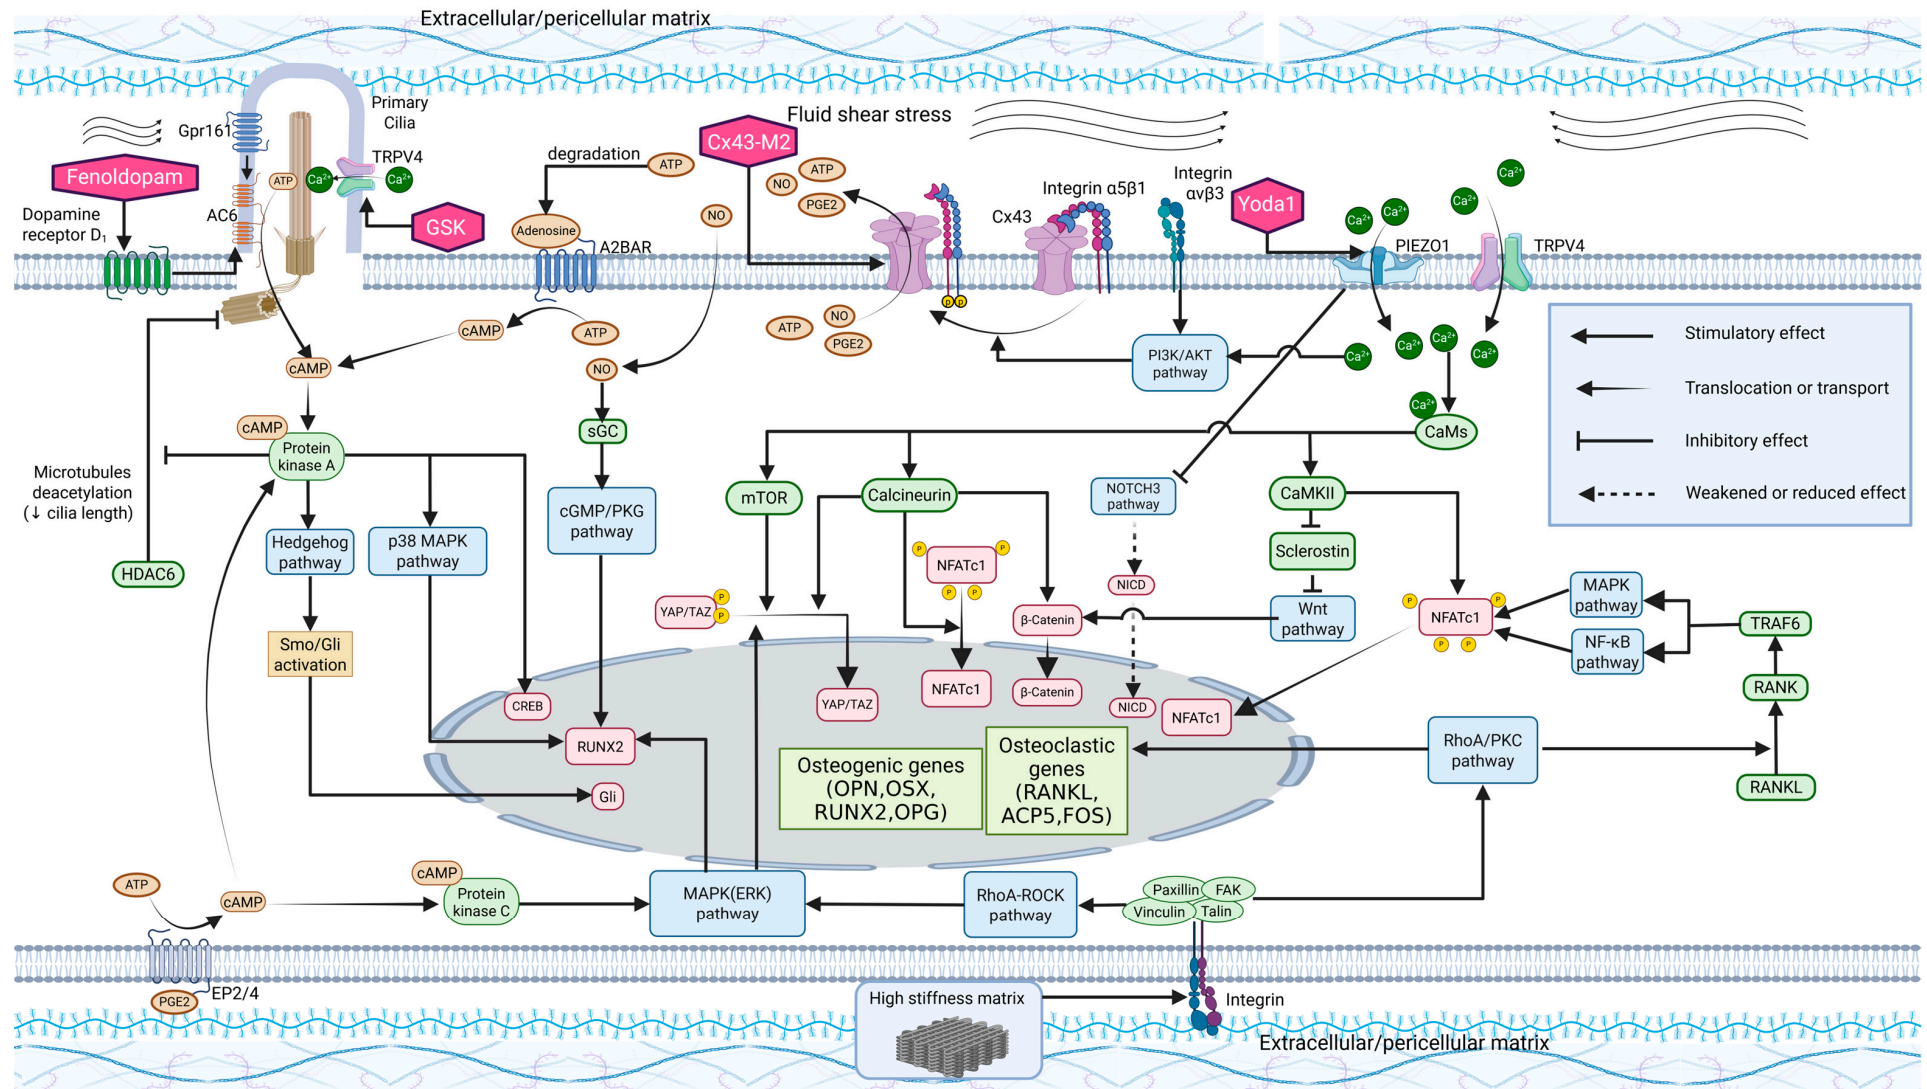 Extracellular/pericellular matrix
Primary
Cilia
Gpr161
Fluid shear stress
Cx43-M2
degradation
ATP
ATP
NO
PGE2
TRPV4
ATP
Ca²⁺
Ca²⁺
Fenoldopam
Dopamine
receptor D₁
AC6
GSK
NO
Adenosine
A2BAR
Cx43
Integrin α5β1
Integrin
αvβ3
Yoda1
Ca²⁺
Ca²⁺
Ca²⁺
Ca²⁺
PIEZO1
TRPV4
P P
cAMP
ATP
ATP
NO
PGE2
cAMP
NO
PI3K/AKT
pathway
Ca²⁺
Ca²⁺
Ca²⁺
Ca²⁺
Stimulatory effect
Translocation or transport
Inhibitory effect
Weakened or reduced effect
cAMP
Protein
kinase A
sGC
Ca²⁺
CaMs
Microtubules
deacetylation
(↓ cilia length)
HDAC6
mTOR
Calcineurin
NOTCH3
pathway
CaMKII
cGMP/PKG
pathway
Hedgehog
pathway
p38 MAPK
pathway
Sclerostin
P P
NFATc1
P P
NICD
Wnt
pathway
MAPK
pathway
NF-κB
pathway
P P
NFATc1
P P
TRAF6
RANK
RANKL
YAP/TAZ
P
P
β-Catenin
Smo/Gli
activation
CREB
YAP/TAZ
NFATc1
β-Catenin
NICD
NFATc1
RUNX2
Gli
Osteogenic genes
(OPN,OSX,
RUNX2,OPG)
Osteoclastic
genes
(RANKL,
ACP5,FOS)
RhoA/PKC
pathway
ATP
cAMP
cAMP
Protein
kinase C
MAPK(ERK)
pathway
RhoA-ROCK
pathway
Paxillin
FAK
Vinculin
Talin
PGE2
EP2/4
High stiffness matrix
Integrin
Extracellular/pericellular matrix